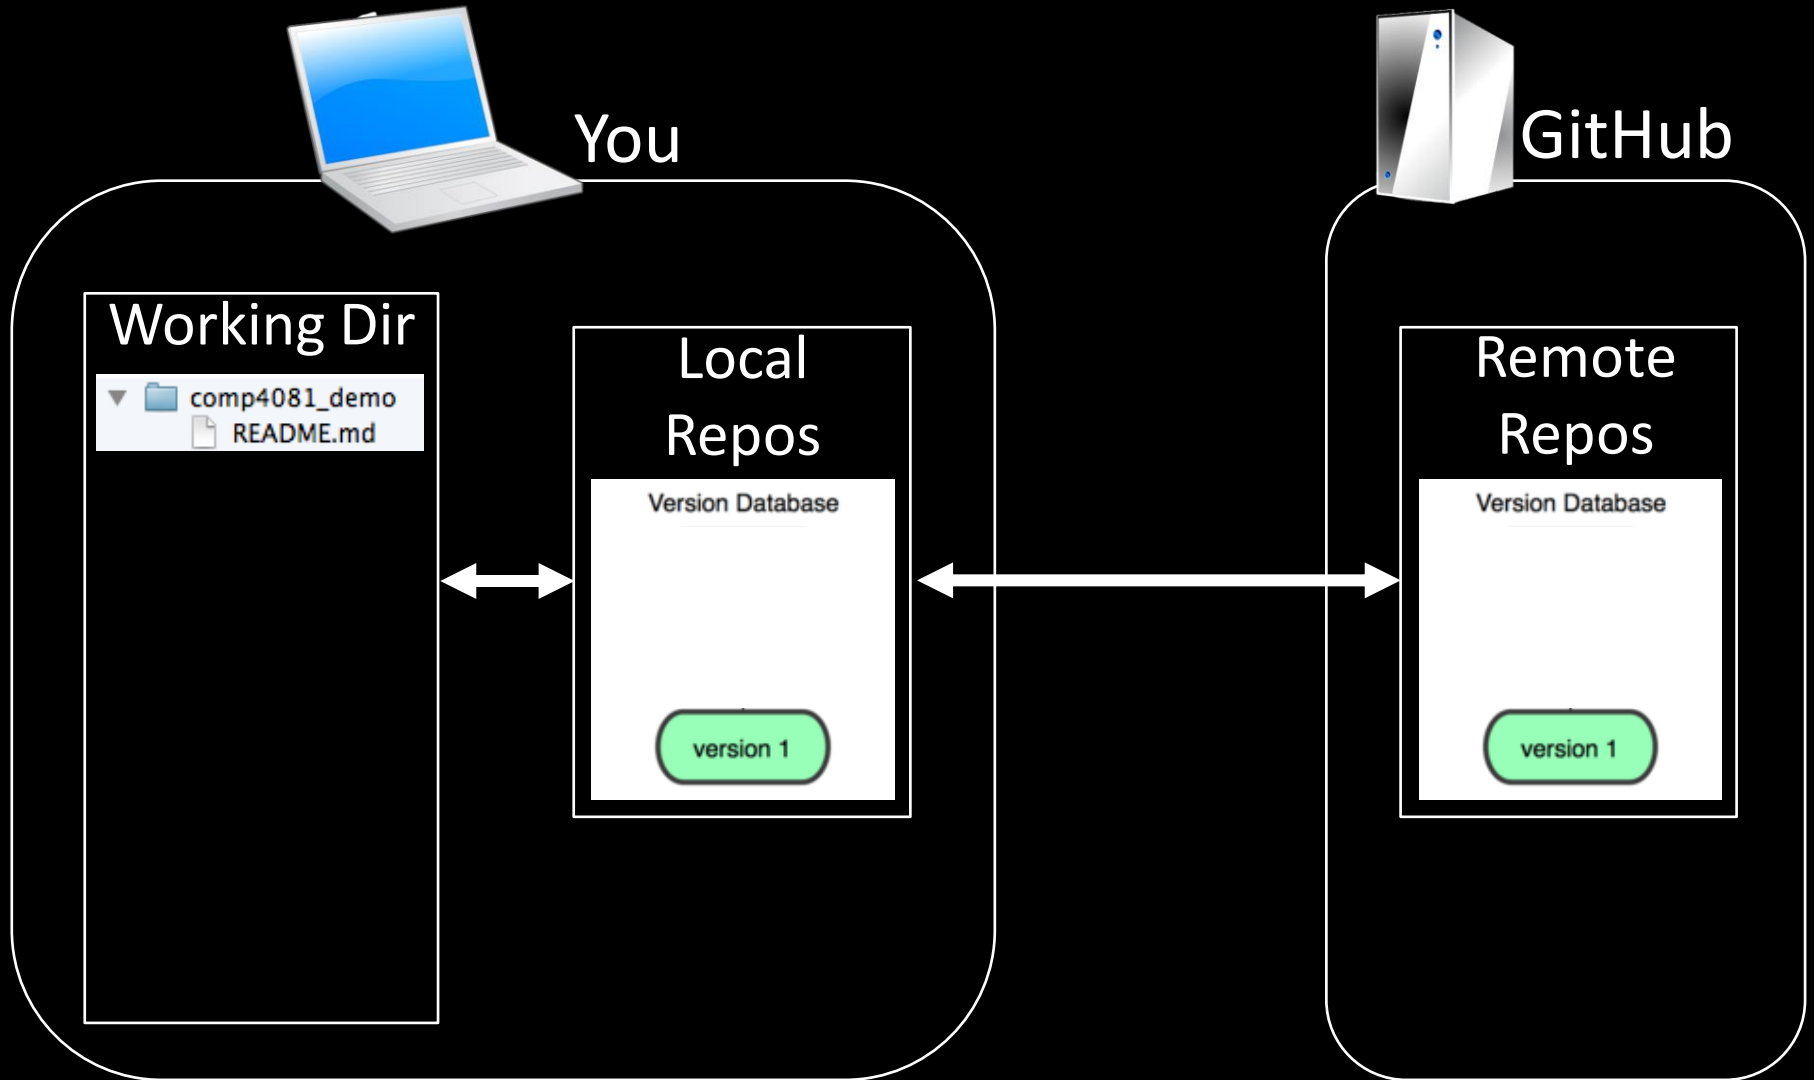 You
GitHub
Working Dir
comp4081_demo
README.md
Local
Repos
Version Database
version 1
Remote
Repos
Version Database
version 1